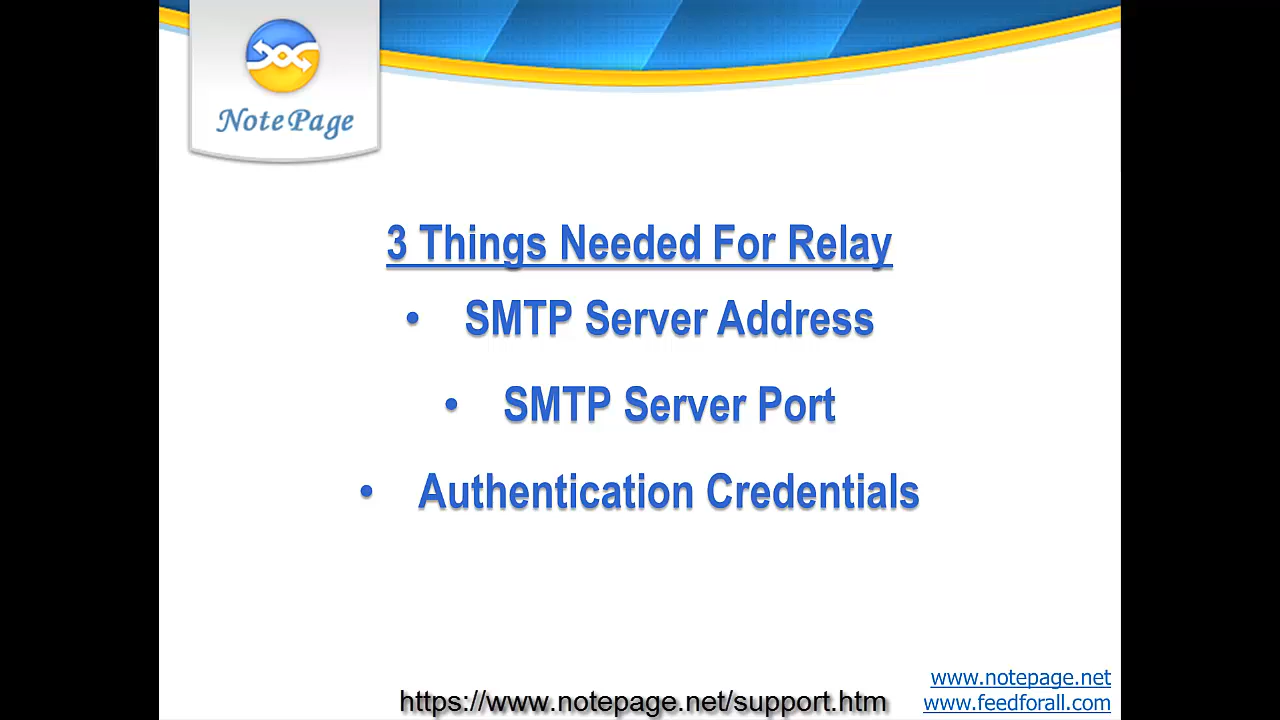 NotePage
3 Things Needed For Relay
• SMTP Server Address
• SMTP Server Port
• Authentication Credentials
www.notepage.net
https://www.notepage.net/support.htm
www.feedforall.com